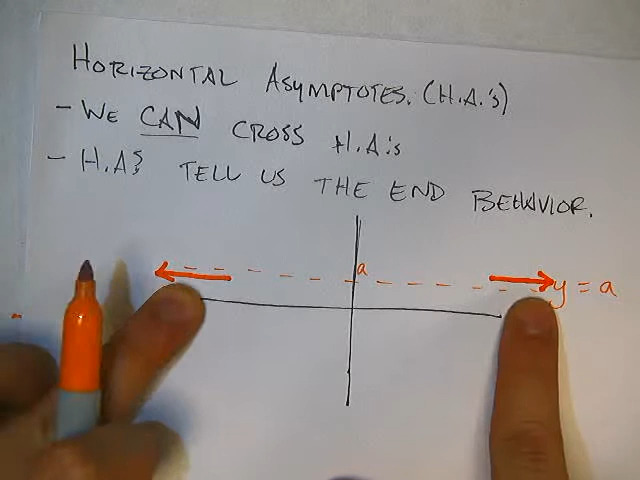 HORIZONTAL ASYMPTOTES. (H.A.'s)
- WE CAN CROSS H.A.'s
- H.A.'s TELL US THE END BEHAVIOR.
a
y = a